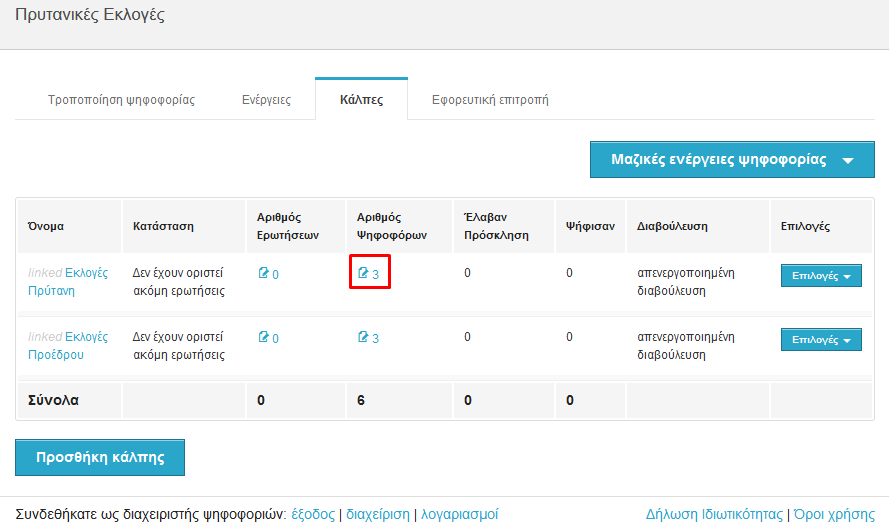 Πρυτανικές Εκλογές
Τροποποίηση ψηφοφορίας Ενέργειες Κάλπες Εφορευτική επιτροπή
Μαζικές ενέργειες ψηφοφορίας
Όνομα Κατάσταση Αριθμός Ερωτήσεων Αριθμός Ψηφοφόρων Έλαβαν Πρόσκληση Ψήφισαν Διαβούλευση Επιλογές
linked Εκλογές Δεν έχουν οριστεί 0 3 0 0 απενεργοποιημένη Επιλογές
Πρύτανη ακόμη ερωτήσεις διαβούλευση
linked Εκλογές Δεν έχουν οριστεί 0 3 0 0 απενεργοποιημένη Επιλογές
Προέδρου ακόμη ερωτήσεις διαβούλευση
Σύνολα 0 6 0 0
Προσθήκη κάλπης
Συνδεθήκατε ως διαχειριστής ψηφοφοριών: έξοδος | διαχείριση | λογαριασμοί Δήλωση Ιδιωτικότητας | Όροι χρήσης